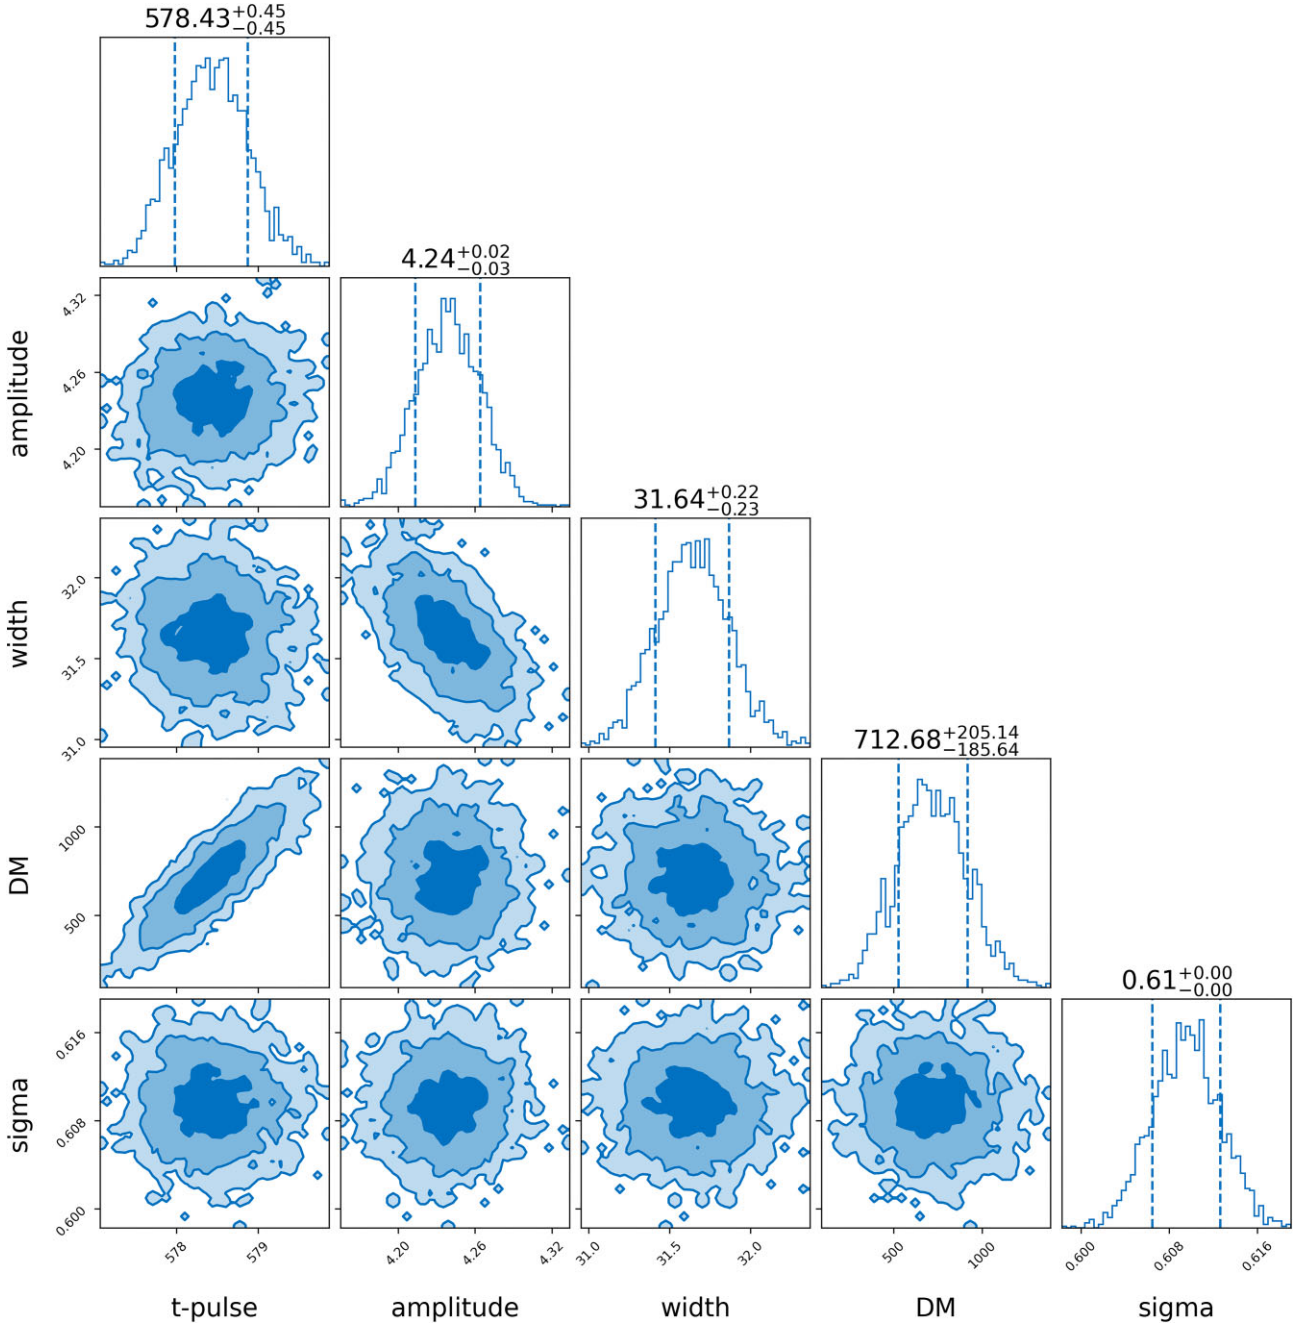 578.43+0.45−0.45
4.24+0.02−0.03
31.64+0.22−0.23
712.68+205.14−185.64
0.61+0.00−0.00
amplitude
4.32
4.26
4.20
width
32.0
31.5
31.0
DM
1000
500
sigma
0.616
0.608
0.600
578 579 4.20 4.26 4.32 31.0 31.5 32.0 500 1000 0.600 0.608 0.616
t-pulse amplitude width DM sigma